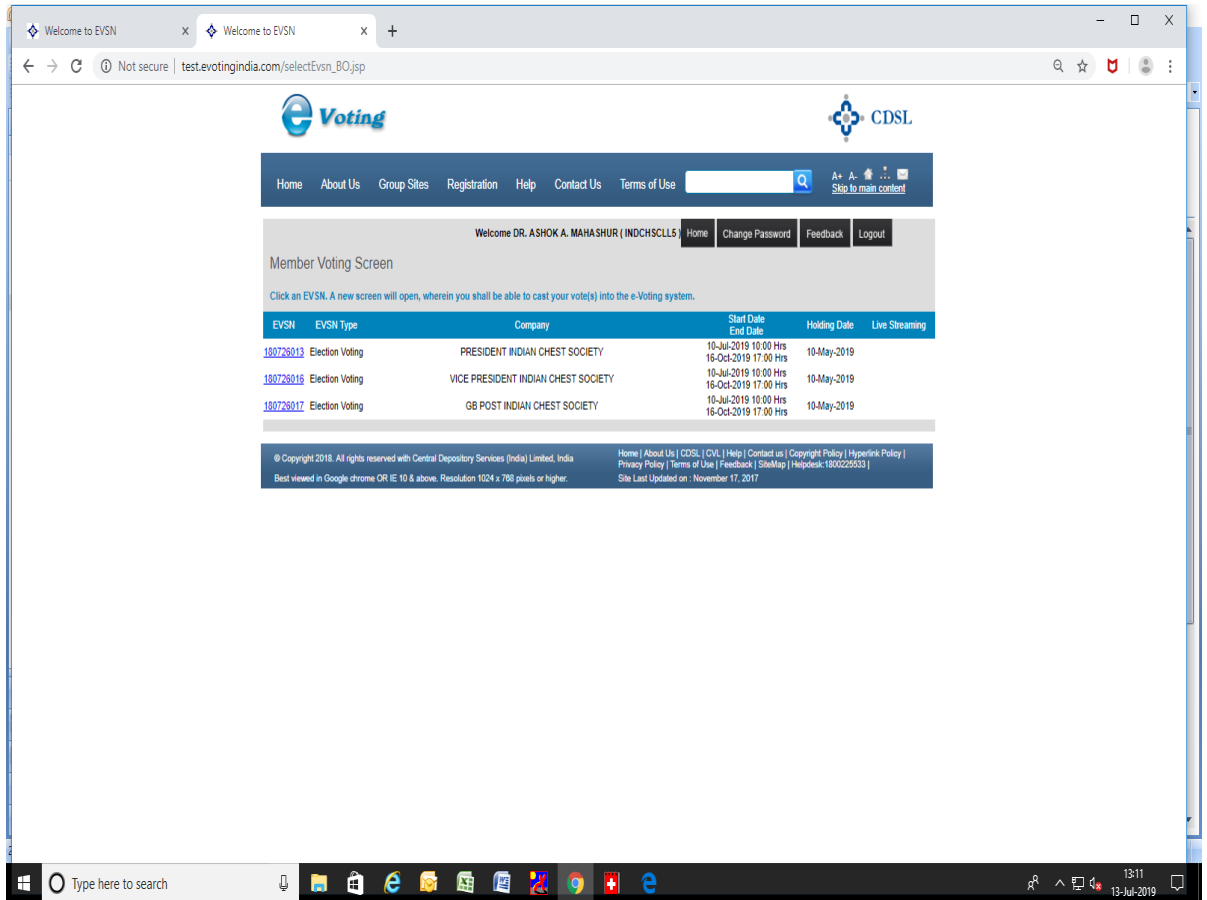 Welcome to EVSN
Welcome to EVSN
Not secure | test.evotingindia.com/selectEvsn_BO.jsp
e Voting
CDSL
Home About Us Group Sites Registration Help Contact Us Terms of Use
A+ A-
Skip to main content
Welcome DR. ASHOK A. MAHASHUR ( INDCHSCLL5 ) Home Change Password Feedback Logout
Member Voting Screen
Click an EVSN. A new screen will open, wherein you shall be able to cast your vote(s) into the e-Voting system.
EVSN EVSN Type Company Start Date End Date Holding Date Live Streaming
180726013 Election Voting PRESIDENT INDIAN CHEST SOCIETY 10-Jul-2019 10:00 Hrs 16-Oct-2019 17:00 Hrs 10-May-2019
180726016 Election Voting VICE PRESIDENT INDIAN CHEST SOCIETY 10-Jul-2019 10:00 Hrs 16-Oct-2019 17:00 Hrs 10-May-2019
180726017 Election Voting GB POST INDIAN CHEST SOCIETY 10-Jul-2019 10:00 Hrs 16-Oct-2019 17:00 Hrs 10-May-2019
© Copyright 2018. All rights reserved with Central Depository Services (India) Limited, India
Best viewed in Google chrome OR IE 10 & above. Resolution 1024 x 768 pixels or higher.
Home | About Us | CDSL | CVL | Help | Contact us | Copyright Policy | Hyperlink Policy |
Privacy Policy | Terms of Use | Feedback | SiteMap | Helpdesk:1800225533 |
Site Last Updated on : November 17, 2017
Type here to search
13:11
13-Jul-2019